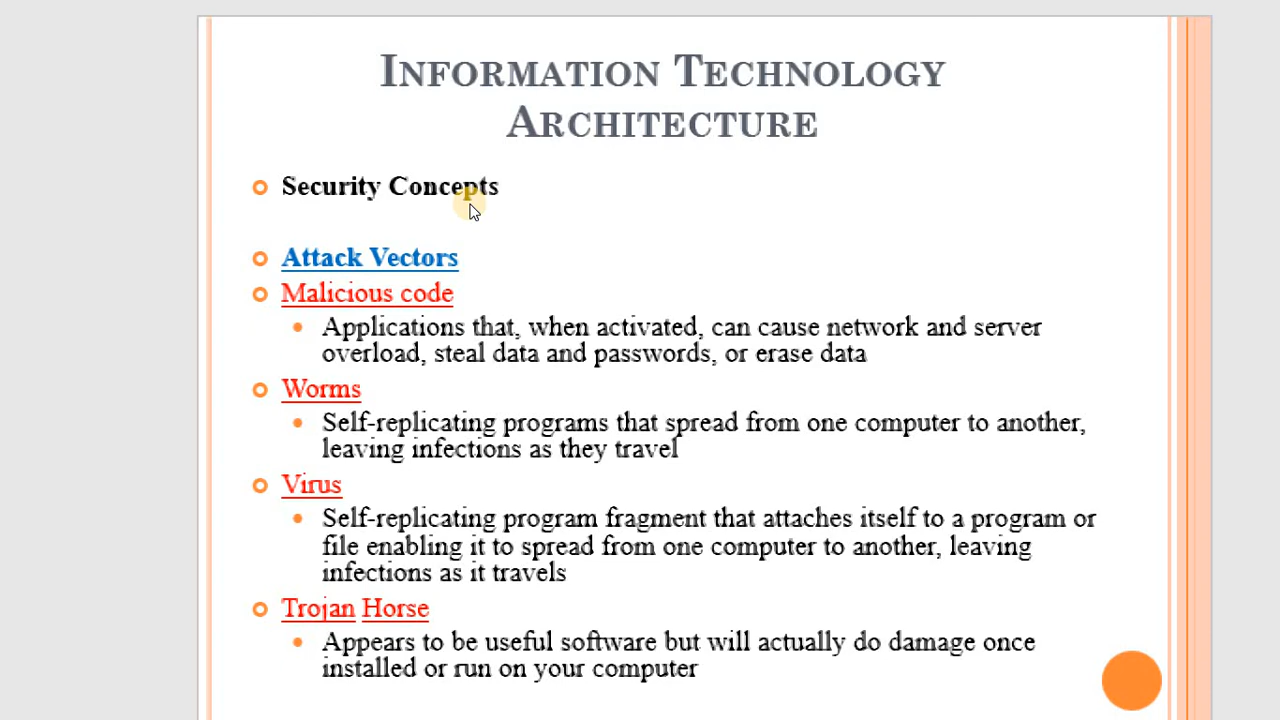 INFORMATION TECHNOLOGY
ARCHITECTURE
Security Concepts
Attack Vectors
Malicious code
Applications that, when activated, can cause network and server
overload, steal data and passwords, or erase data
Worms
Self-replicating programs that spread from one computer to another,
leaving infections as they travel
Virus
Self-replicating program fragment that attaches itself to a program or
file enabling it to spread from one computer to another, leaving
infections as it travels
Trojan Horse
Appears to be useful software but will actually do damage once
installed or run on your computer